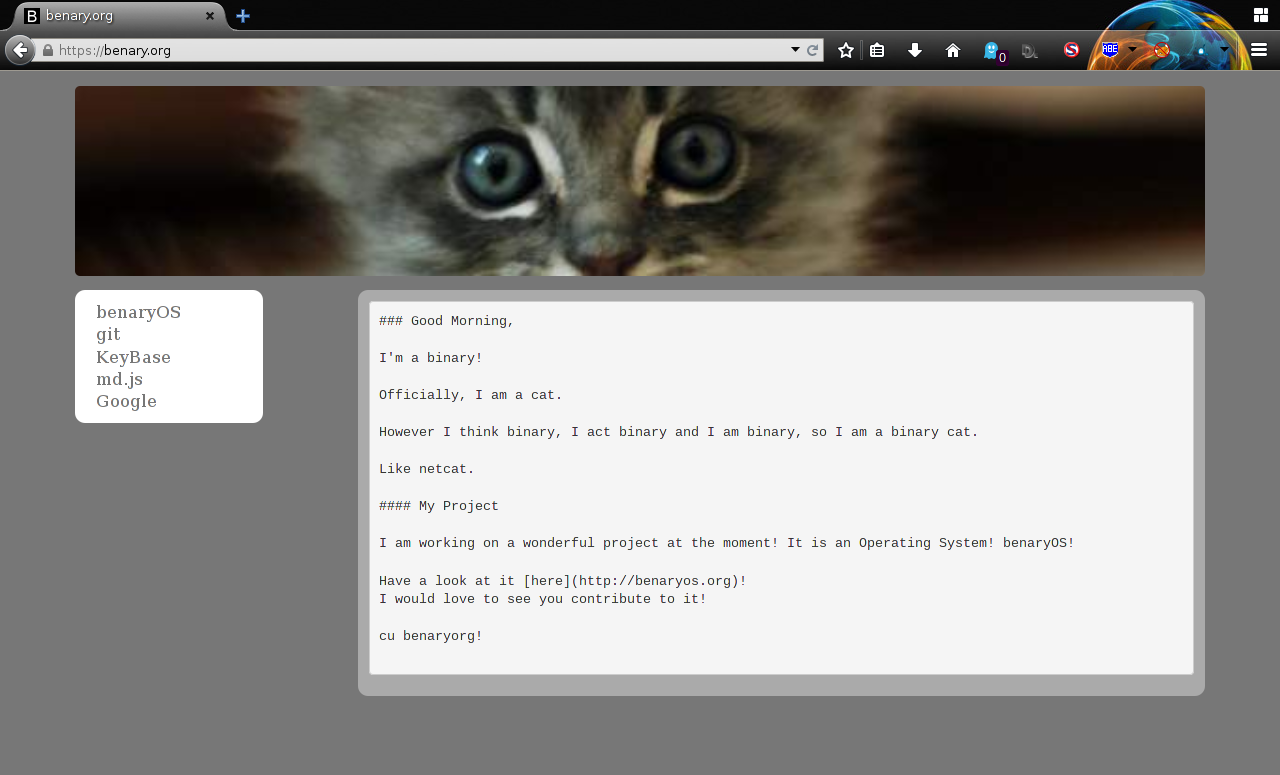 B benary.org
https://benary.org
0
S
ABE
benaryOS
git
KeyBase
md.js
Google
### Good Morning,
I'm a binary!
Officially, I am a cat.
However I think binary, I act binary and I am binary, so I am a binary cat.
Like netcat.
#### My Project
I am working on a wonderful project at the moment! It is an Operating System! benaryOS!
Have a look at it [here](http://benaryos.org)!
I would love to see you contribute to it!
cu benaryorg!